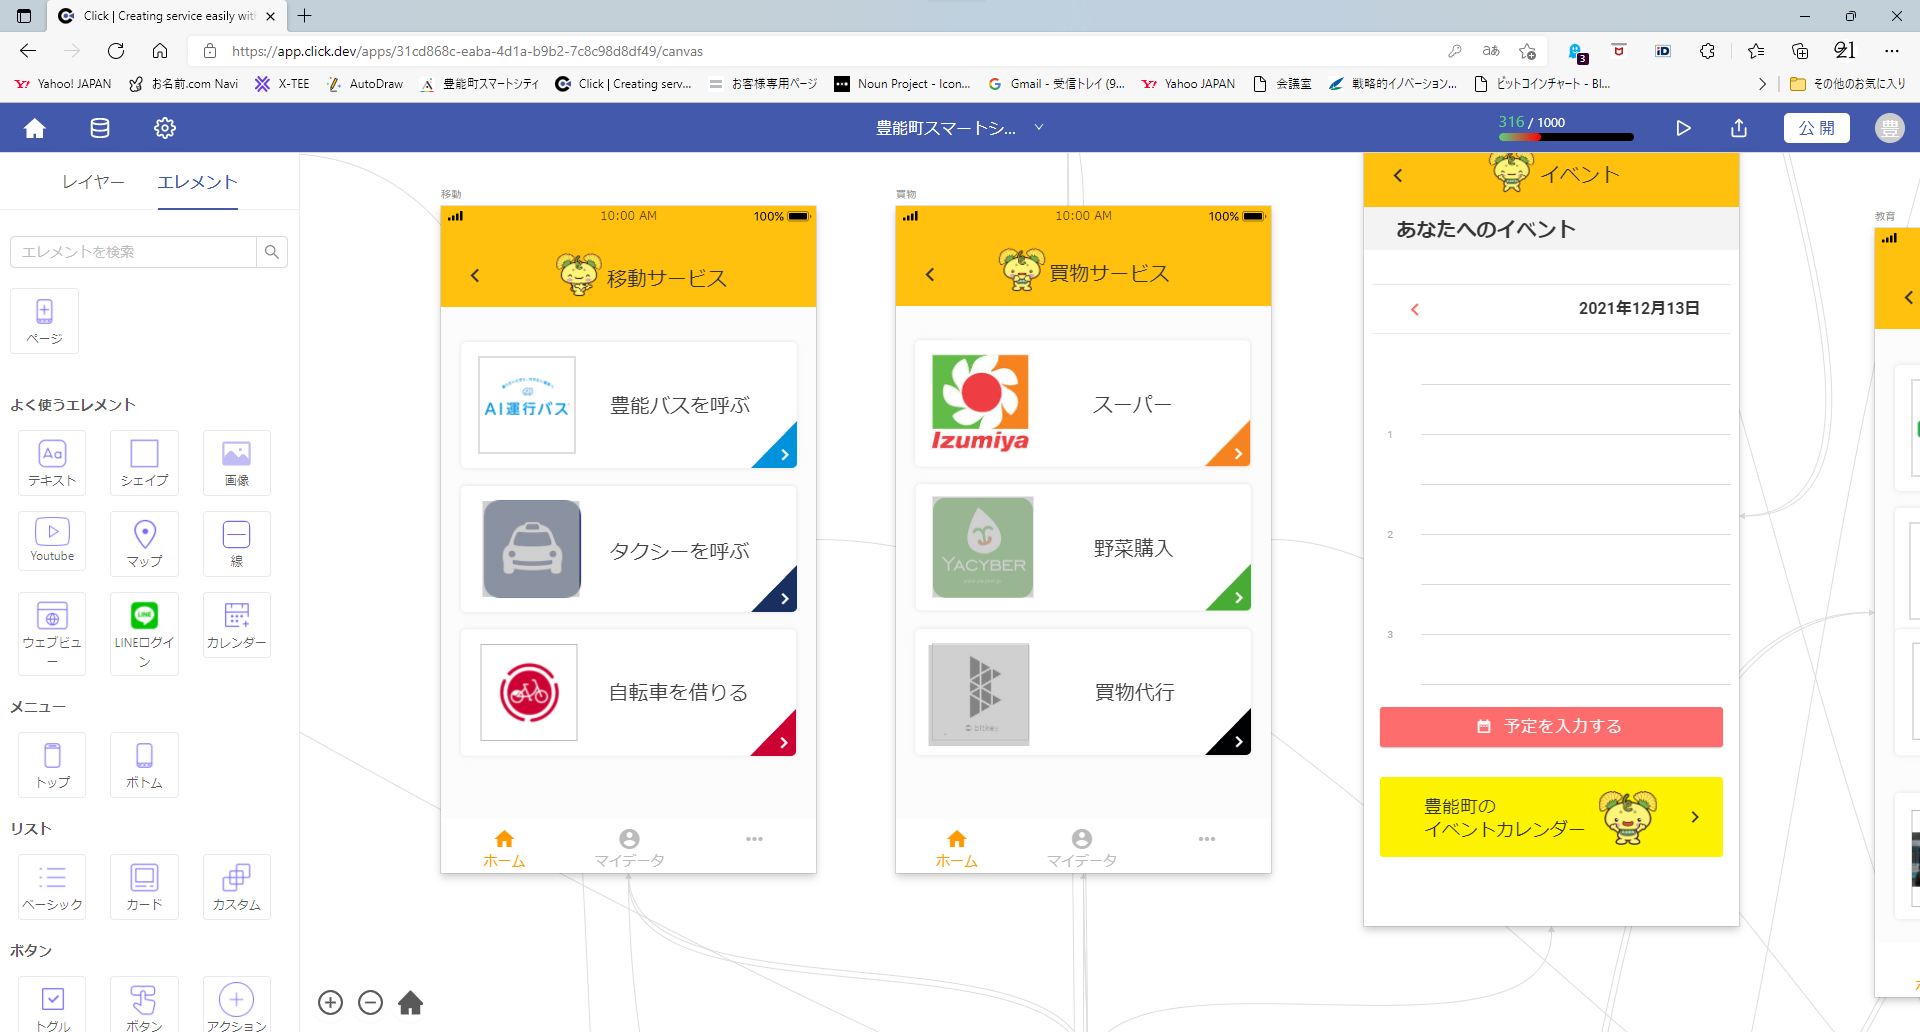 Click | Creating service easily with
https://app.click.dev/apps/31cd868c-eaba-4d1a-b9b2-7c8c98d8df49/canvas
aあ
3
Yahoo! JAPAN
お名前.com Navi
X-TEE
AutoDraw
豊能町スマートシティ
Click | Creating serv...
お客様専用ページ
Noun Project - Icon...
Gmail - 受信トレイ (9...
Yahoo JAPAN
会議室
戦略的イノベーション...
ビットコインチャート - Bl...
その他のお気に入り
豊能町スマートシ...
316 / 1000
公 開
豊
レイヤー
エレメント
エレメントを検索
ページ
よく使うエレメント
テキスト
シェイプ
画像
Youtube
マップ
線
ウェブビュー
LINEログイン
カレンダー
メニュー
トップ
ボトム
リスト
ベーシック
カード
カスタム
ボタン
トグル
ボタン
アクション
移動
10:00 AM
100%
移動サービス
AI運行バス
豊能バスを呼ぶ
タクシーを呼ぶ
自転車を借りる
ホーム
マイデータ
買物
10:00 AM
100%
買物サービス
Izumiya
スーパー
YACYBER
野菜購入
bitkey
買物代行
ホーム
マイデータ
イベント
あなたへのイベント
2021年12月13日
1
2
3
予定を入力する
豊能町の
イベントカレンダー
教育